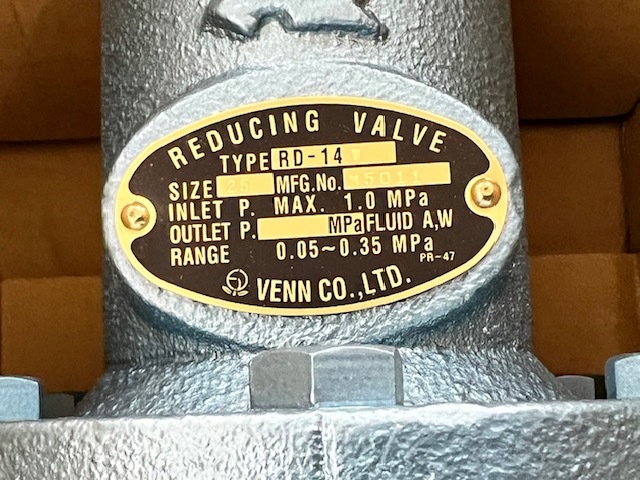 REDUCING VALVE
TYPE RD-14
SIZE 25 MFG.No. 5011
INLET P. MAX. 1.0 MPa
OUTLET P. MPa FLUID A,W
RANGE 0.05~0.35 MPa
PR-47
VENN CO.,LTD.